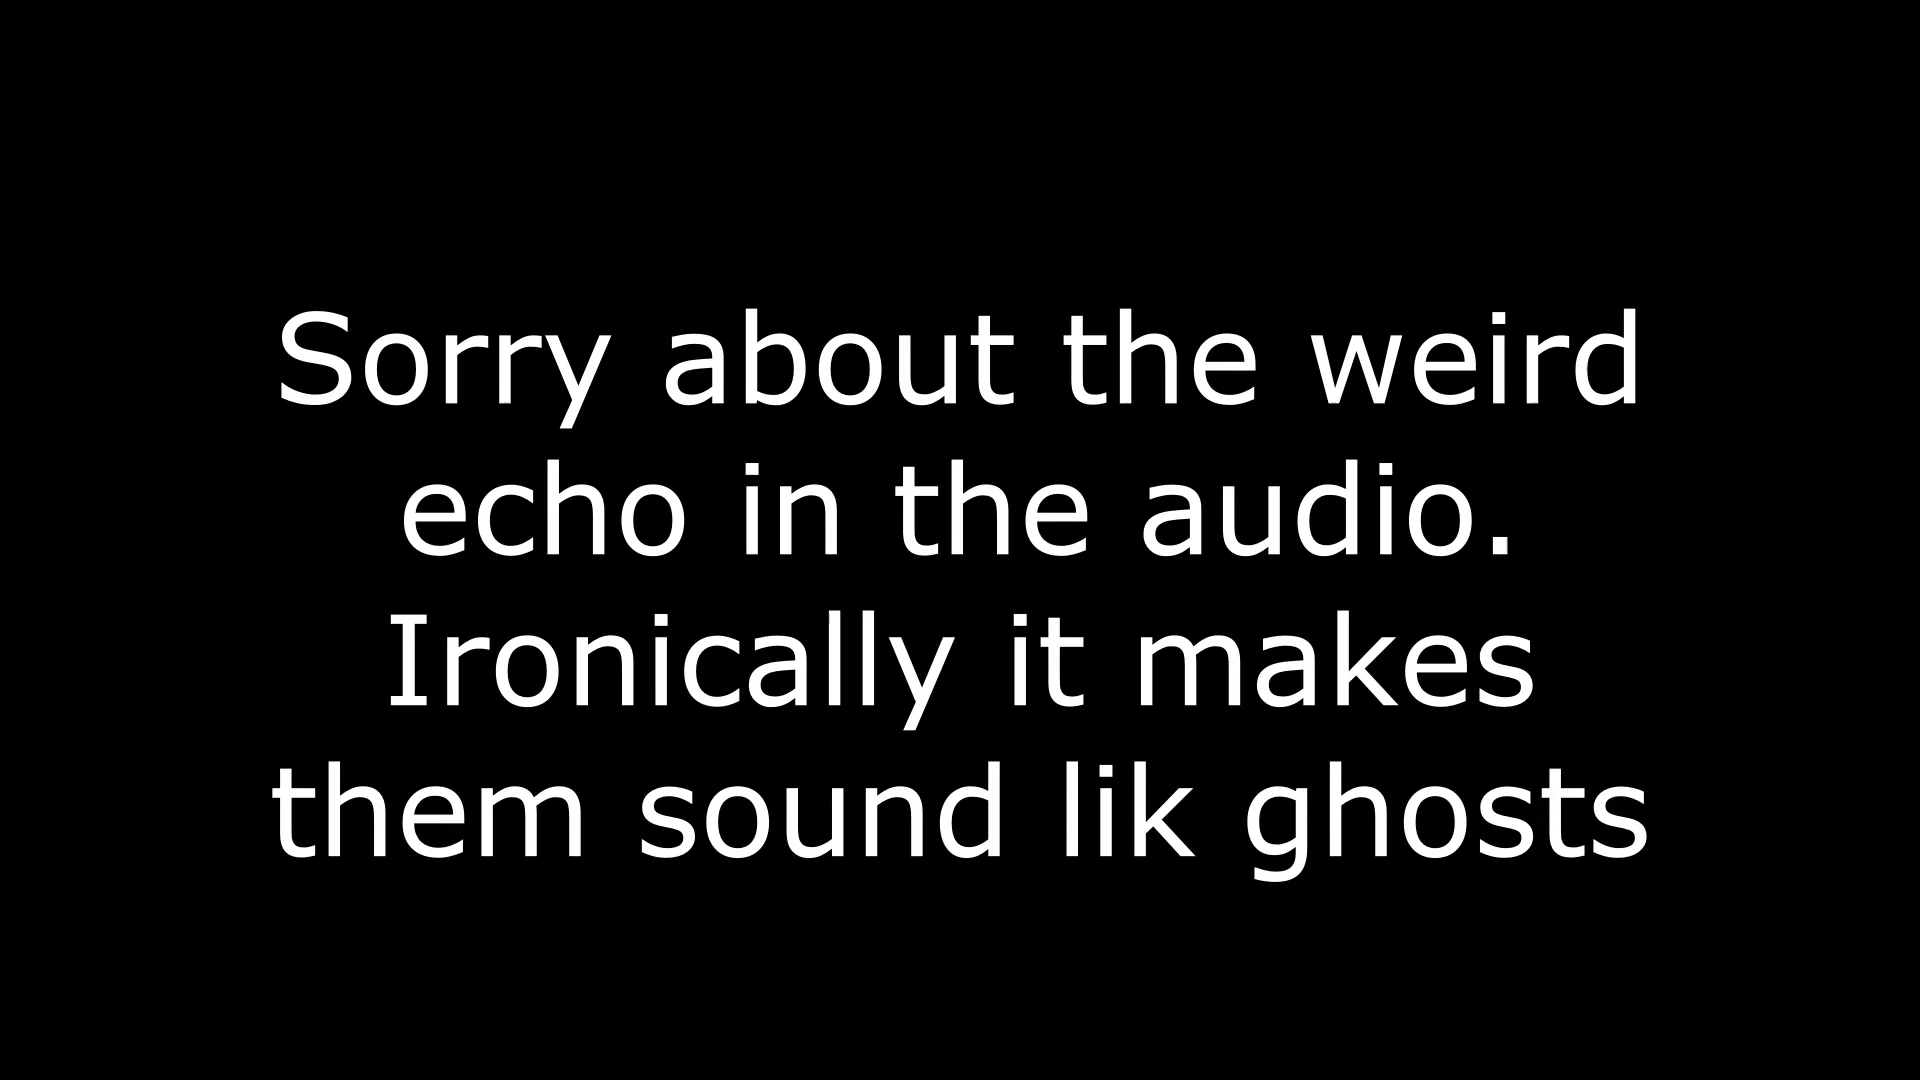 Sorry about the weird
echo in the audio.
Ironically it makes
them sound lik ghosts